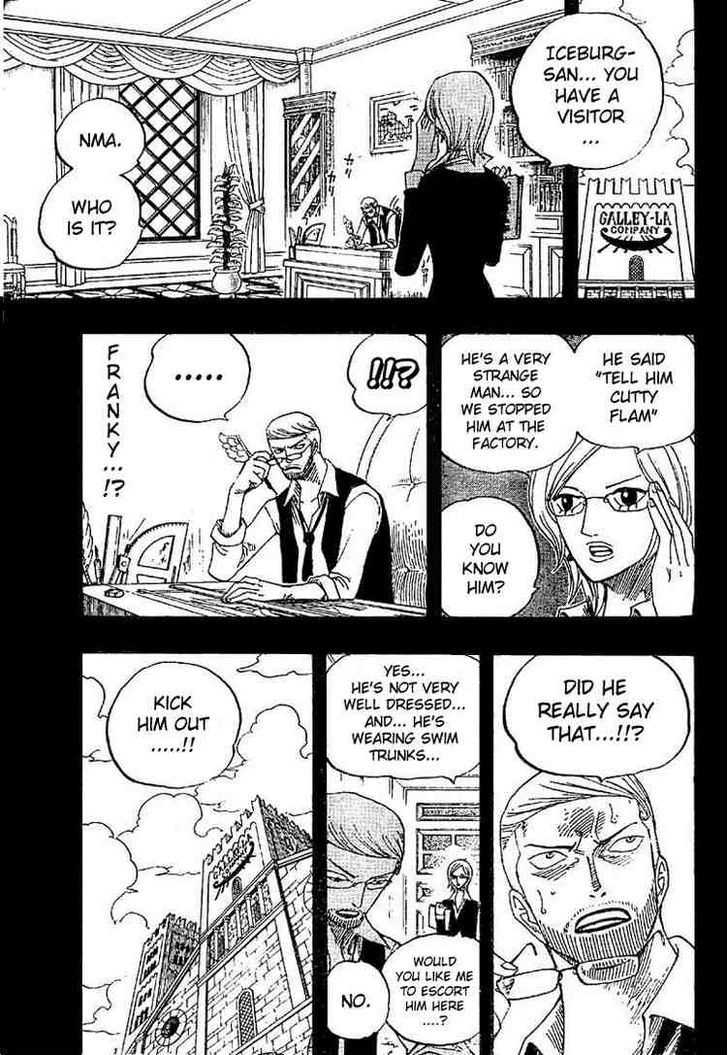 ICEBURG-
SAN... YOU
HAVE A
VISITOR
...
GALLEY-LA
COMPANY
NMA.
WHO
IS IT?
HE SAID
"TELL HIM
CUTTY
FLAM"
HE'S A VERY
STRANGE
MAN... SO
WE STOPPED
HIM AT THE
FACTORY.
DO
YOU
KNOW
HIM?
!!?
.....
FRANKY...!?
DID HE
REALLY SAY
THAT...!!?
YES...
HE'S NOT VERY
WELL DRESSED...
AND... HE'S
WEARING SWIM
TRUNKS...
WOULD
YOU LIKE ME
TO ESCORT
HIM HERE
....?
NO.
KICK
HIM OUT
.....!!
GALLEY-LA